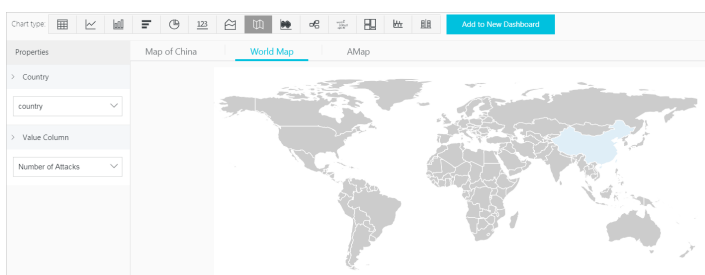 Chart type:
123
Add to New Dashboard
Properties
Map of China
World Map
AMap
Country
country
Value Column
Number of Attacks